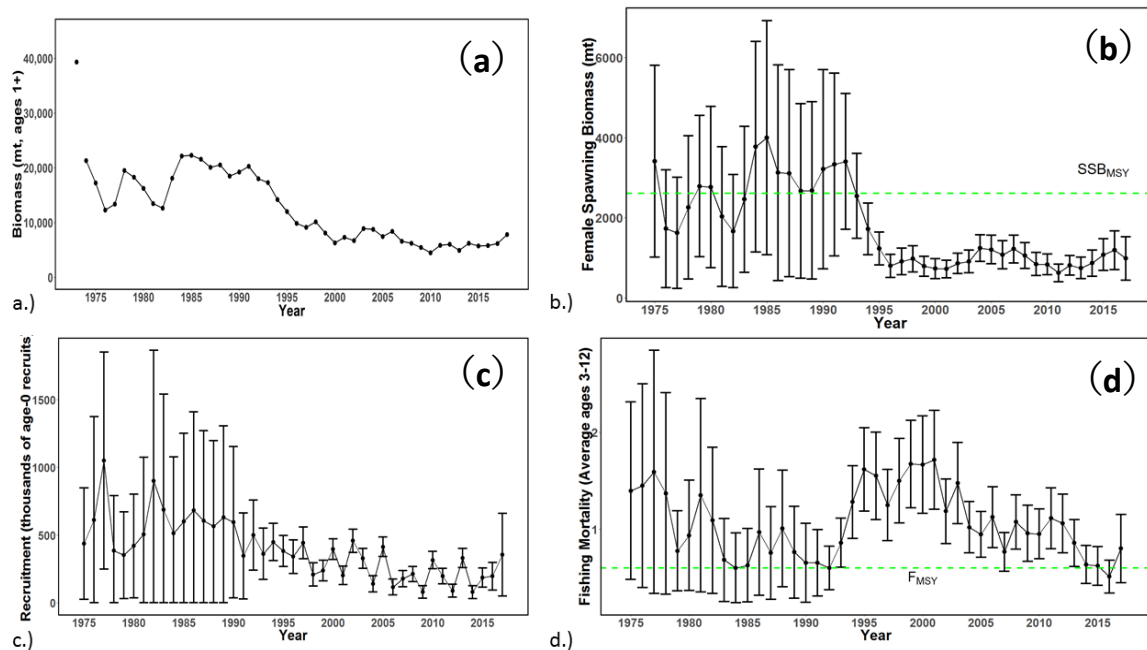 (a)
Biomass (mt, ages 1+)
40,000
30,000
20,000
10,000
0
1975 1980 1985 1990 1995 2000 2005 2010 2015
Year
a.)
(b)
Female Spawning Biomass (mt)
6000
4000
2000
0
SSBMSY
1975 1980 1985 1990 1995 2000 2005 2010 2015
Year
b.)
(c)
Recruitment (thousands of age-0 recruits)
1500
1000
500
0
1975 1980 1985 1990 1995 2000 2005 2010 2015
Year
c.)
(d)
Fishing Mortality (Average ages 3-12)
2
1
FMSY
1975 1980 1985 1990 1995 2000 2005 2010 2015
Year
d.)